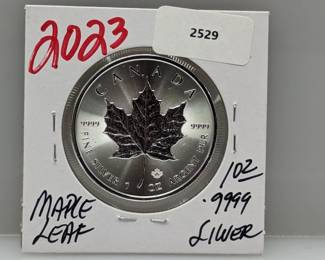 2023
2529
CANADA
9999 9999
FINE SILVER 1 OZ ARGENT PUR
MAPLE
LEAF
1OZ
.9999
SILVER